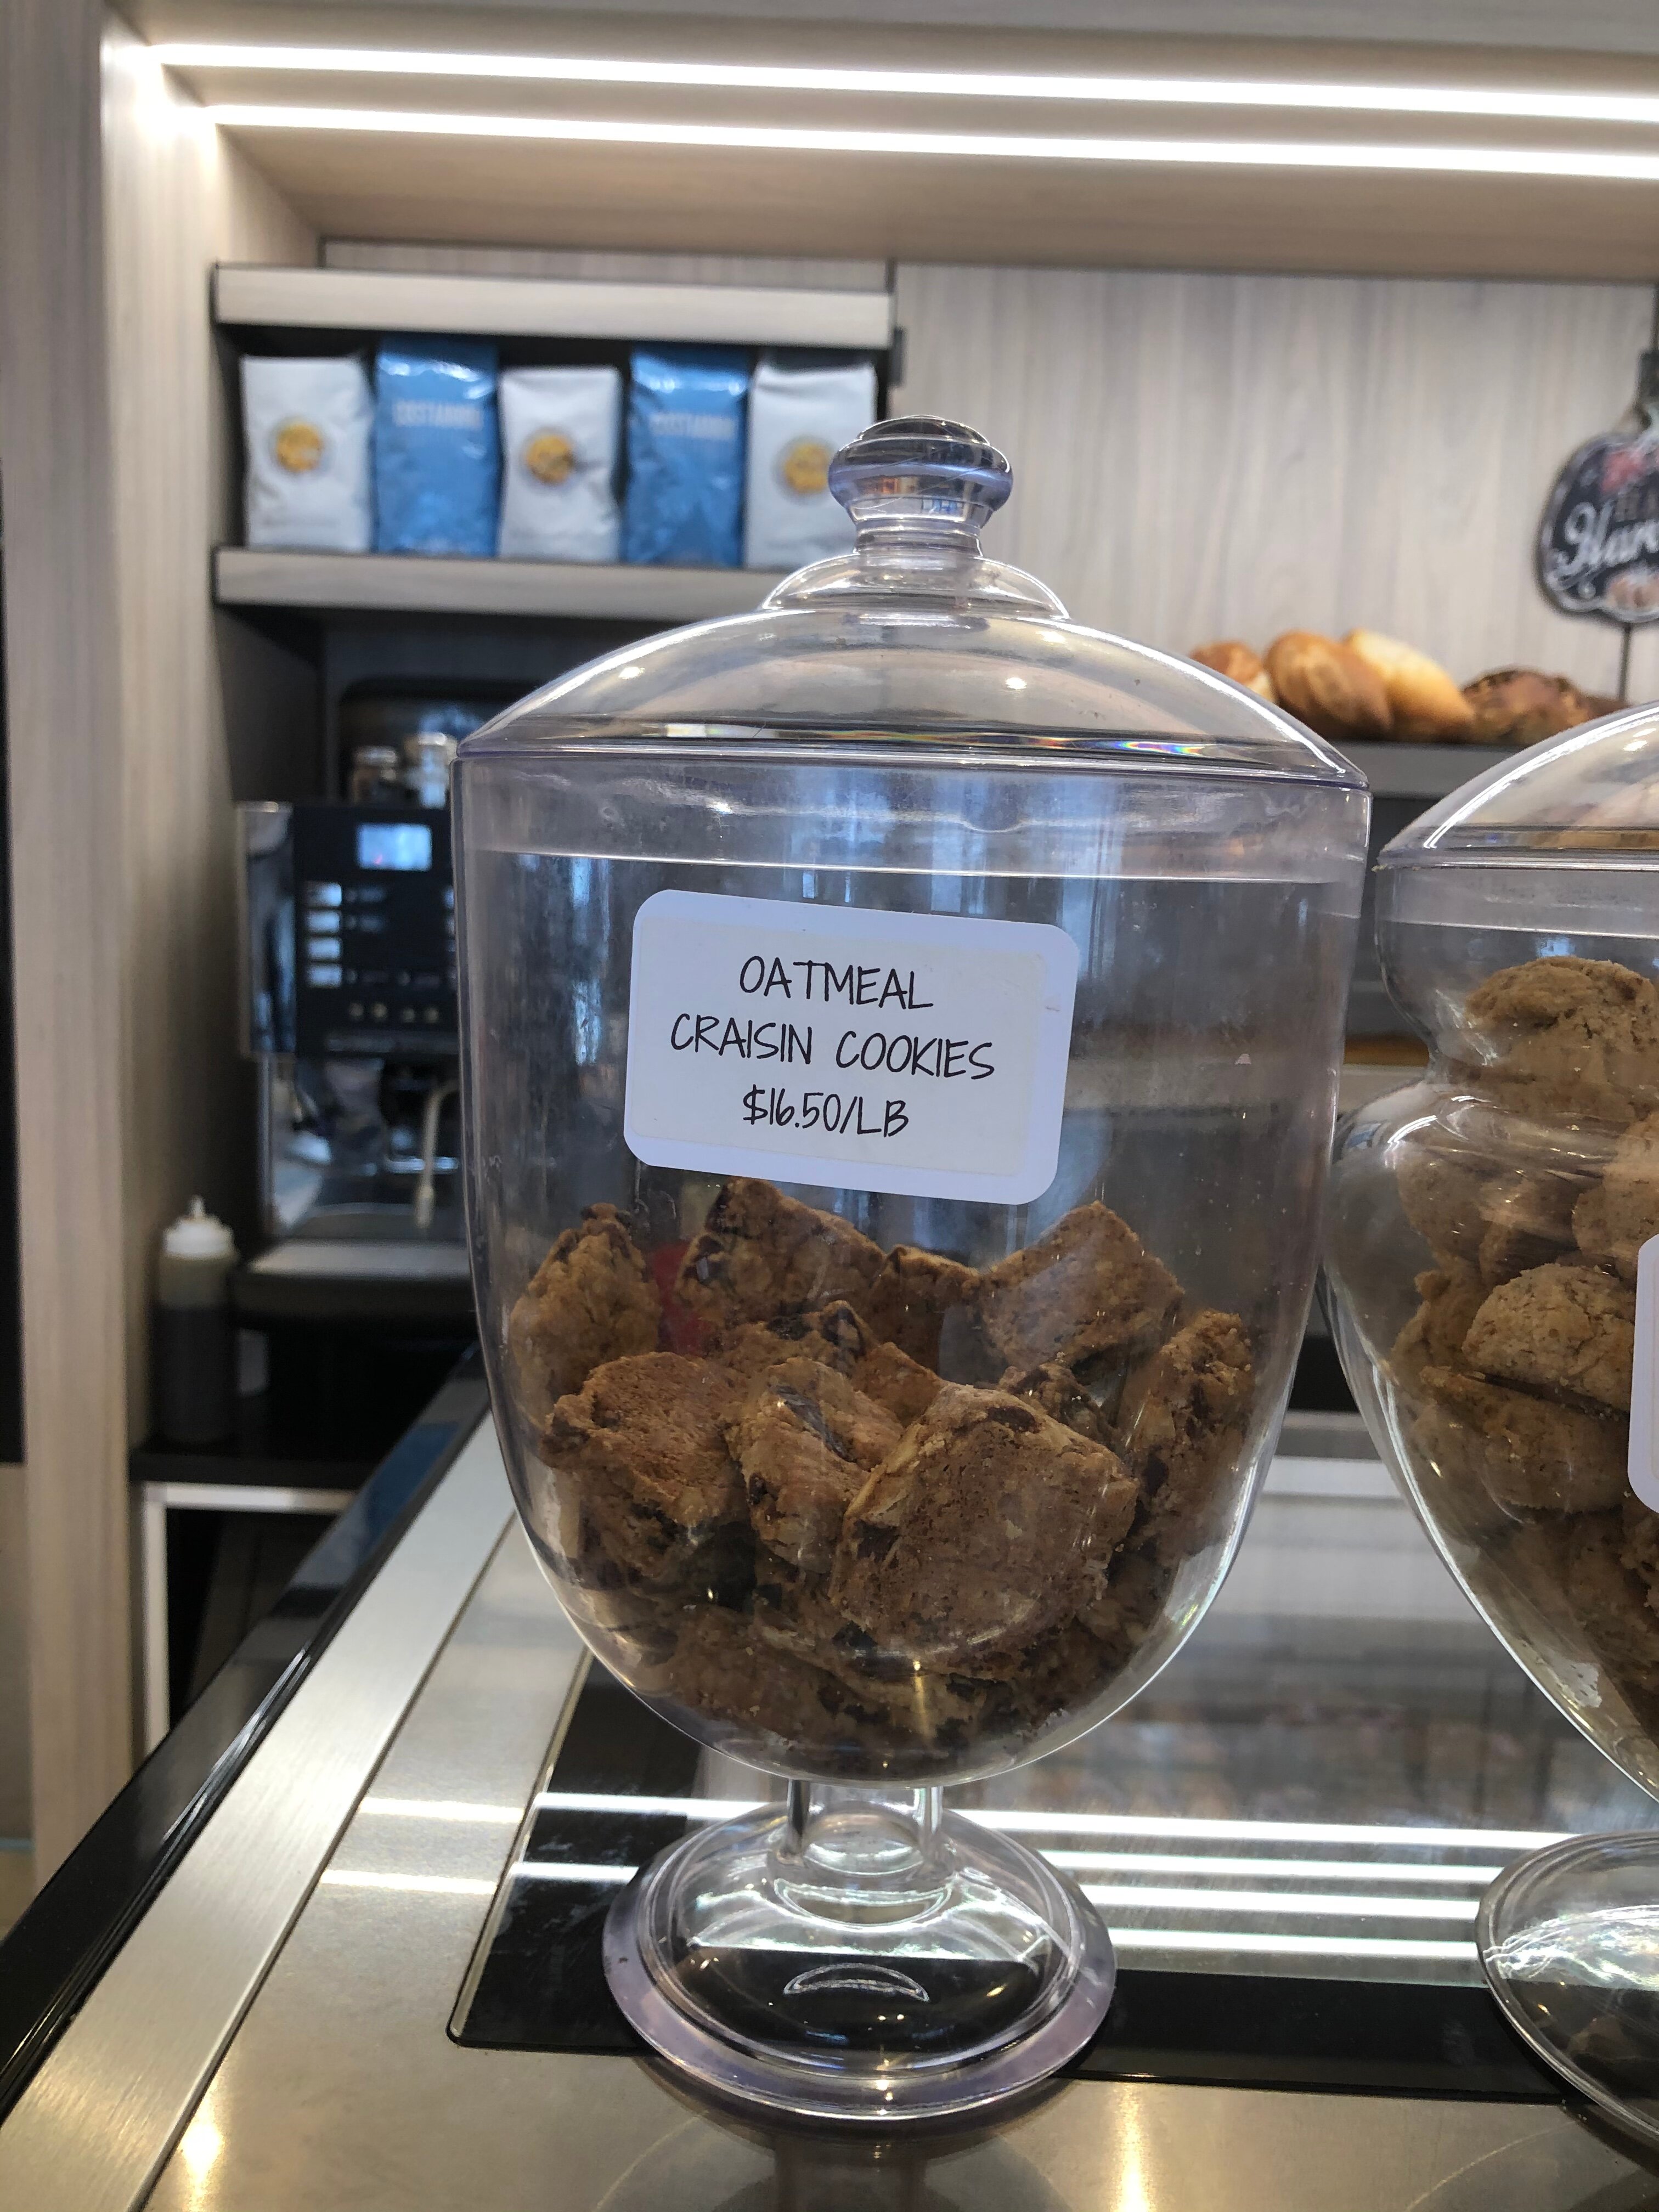 OATMEAL
CRAISIN COOKIES
$16.50/LB